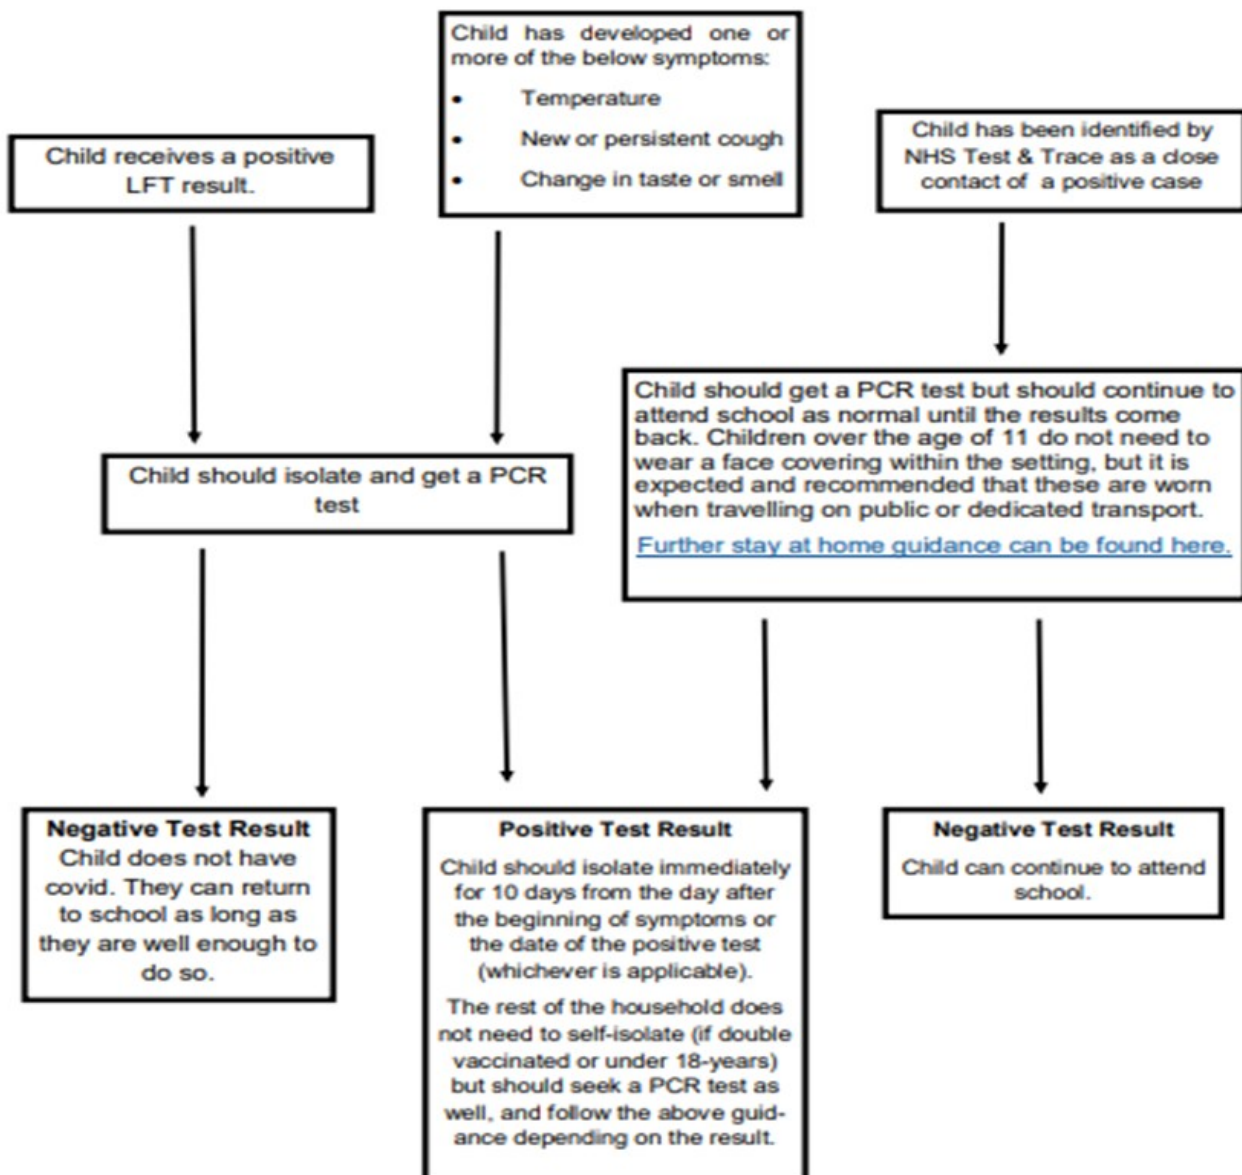 Child has developed one or
more of the below symptoms:
• Temperature
• New or persistent cough
• Change in taste or smell
Child receives a positive
LFT result.
Child has been identified by
NHS Test & Trace as a close
contact of a positive case
Child should isolate and get a PCR
test
Child should get a PCR test but should continue to
attend school as normal until the results come
back. Children over the age of 11 do not need to
wear a face covering within the setting, but it is
expected and recommended that these are worn
when travelling on public or dedicated transport.
Further stay at home guidance can be found here.
Negative Test Result
Child does not have
covid. They can return
to school as long as
they are well enough to
do so.
Positive Test Result
Child should isolate immediately
for 10 days from the day after
the beginning of symptoms or
the date of the positive test
(whichever is applicable).
The rest of the household does
not need to self-isolate (if double
vaccinated or under 18-years)
but should seek a PCR test as
well, and follow the above guid-
ance depending on the result.
Negative Test Result
Child can continue to attend
school.